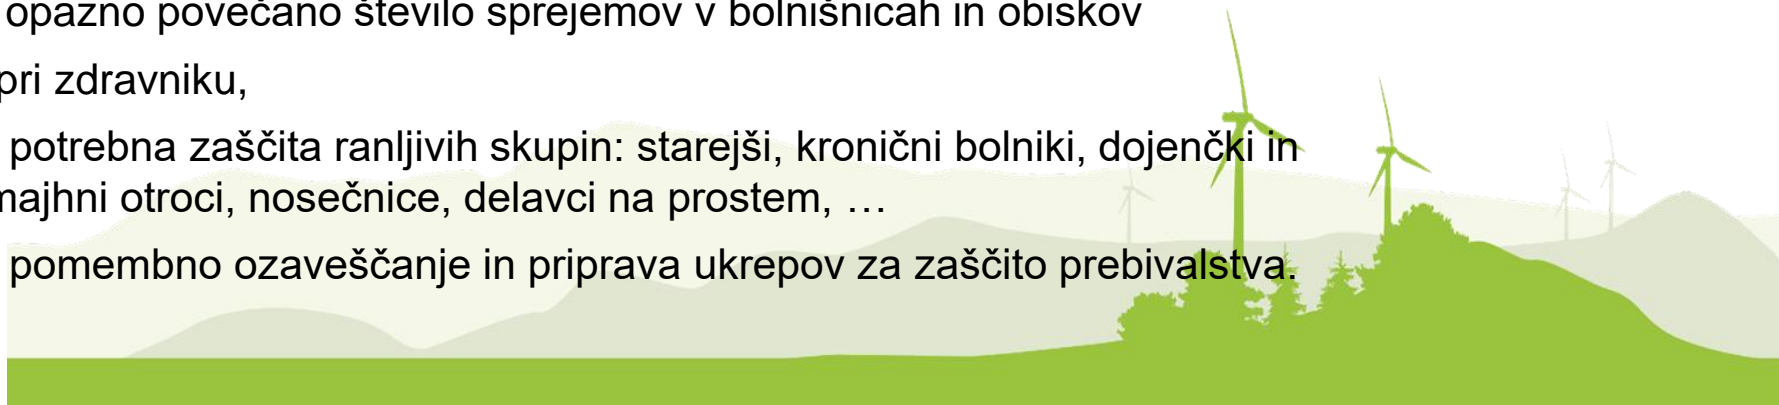 opazno povečano število sprejemov v bolnišnicah in obiskov
pri zdravniku,
potrebna zaščita ranljivih skupin: starejši, kronični bolniki, dojenčki in
majhni otroci, nosečnice, delavci na prostem, …
pomembno ozaveščanje in priprava ukrepov za zaščito prebivalstva.